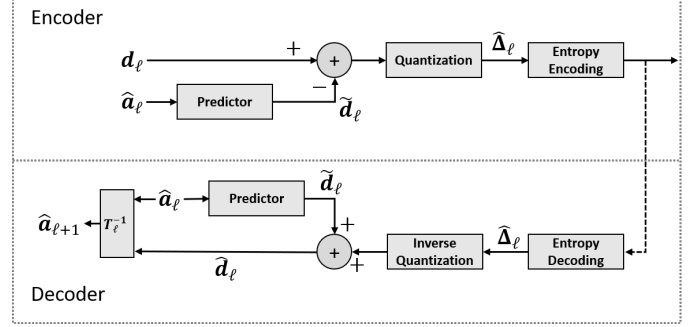 Encoder
d_ℓ
+
+
−
Quantization
Δ̂_ℓ
Entropy
Encoding
â_ℓ
Predictor
d̃_ℓ
â_{ℓ+1}
T_ℓ^{-1}
â_ℓ
Predictor
d̃_ℓ
+
+
+
d̂_ℓ
Inverse
Quantization
Δ̂_ℓ
Entropy
Decoding
Decoder